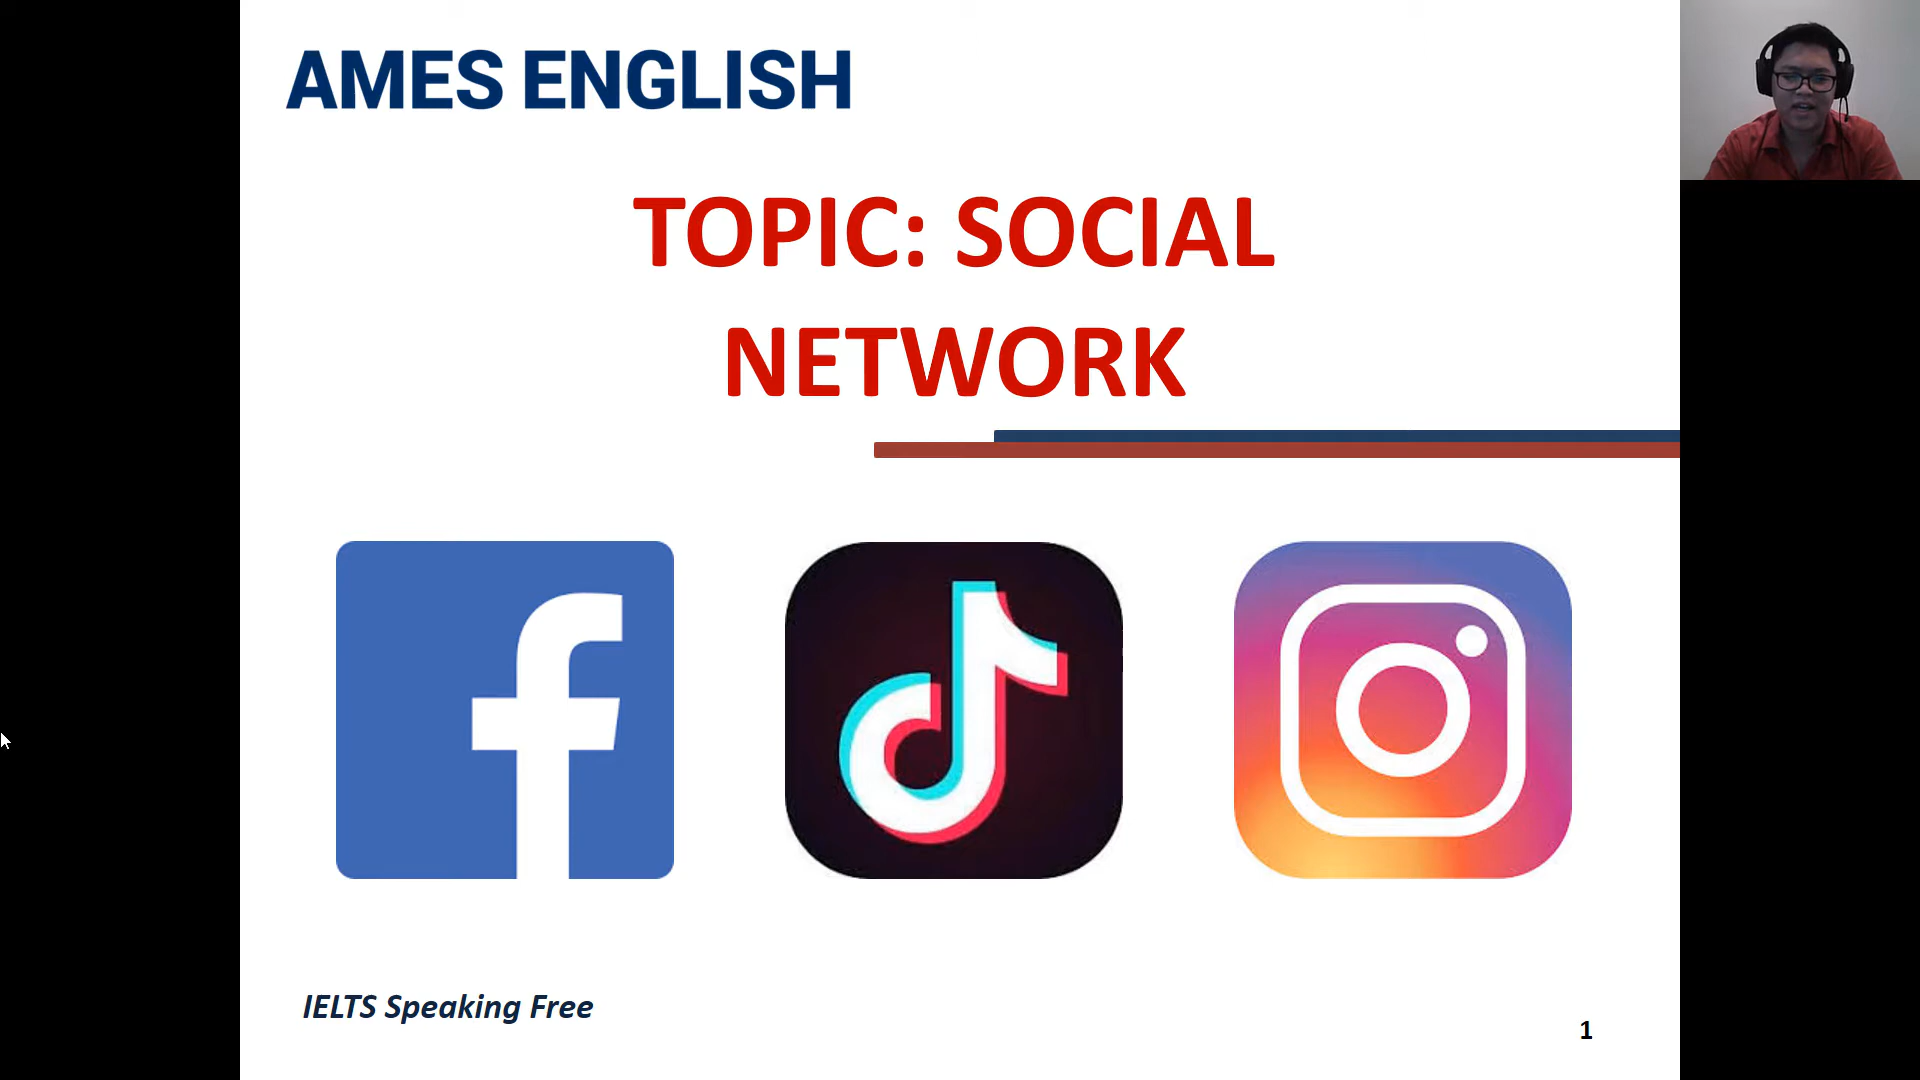 AMES ENGLISH
TOPIC: SOCIAL
NETWORK
IELTS Speaking Free
1